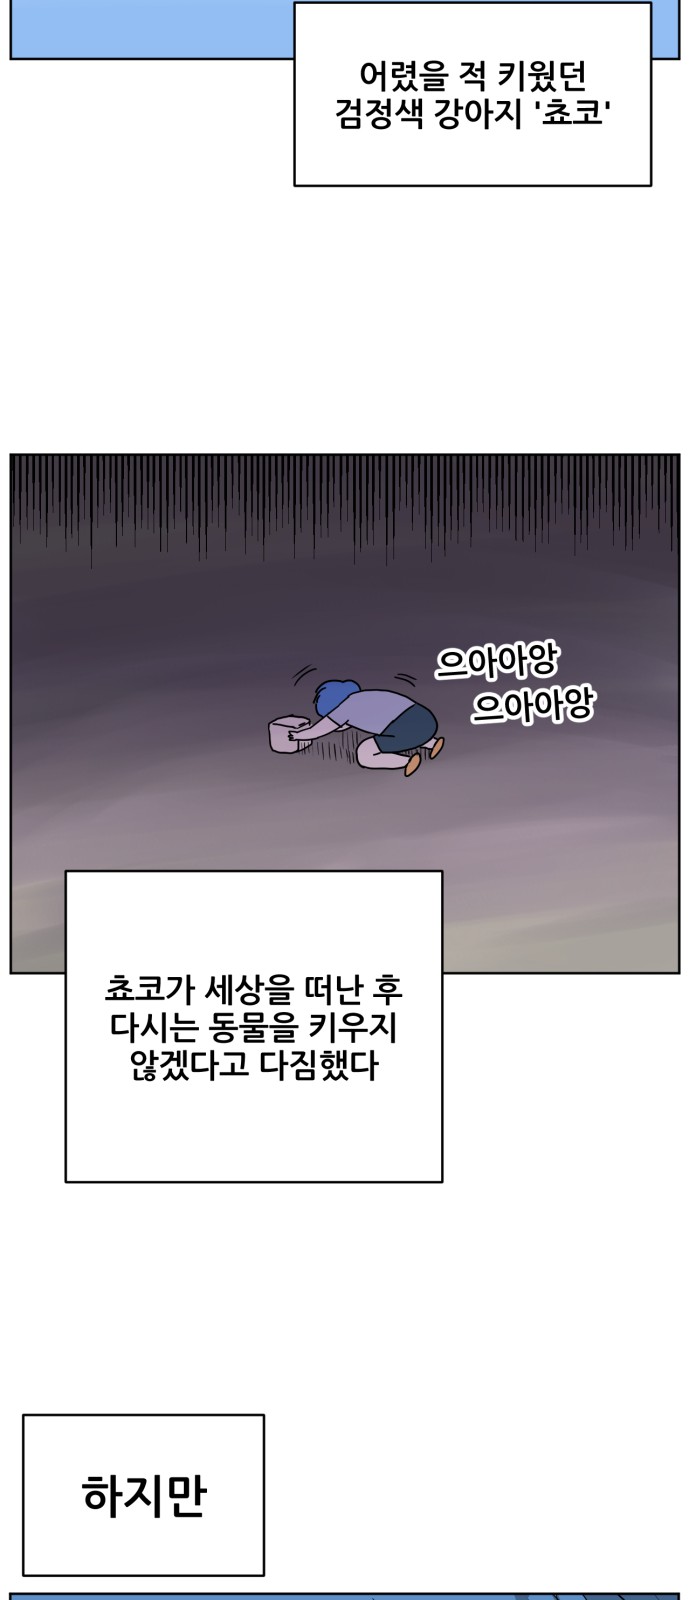 어렸을 적 키웠던
검정색 강아지 '쵸코'
으아아앙
으아아앙
쵸코가 세상을 떠난 후
다시는 동물을 키우지
않겠다고 다짐했다
하지만